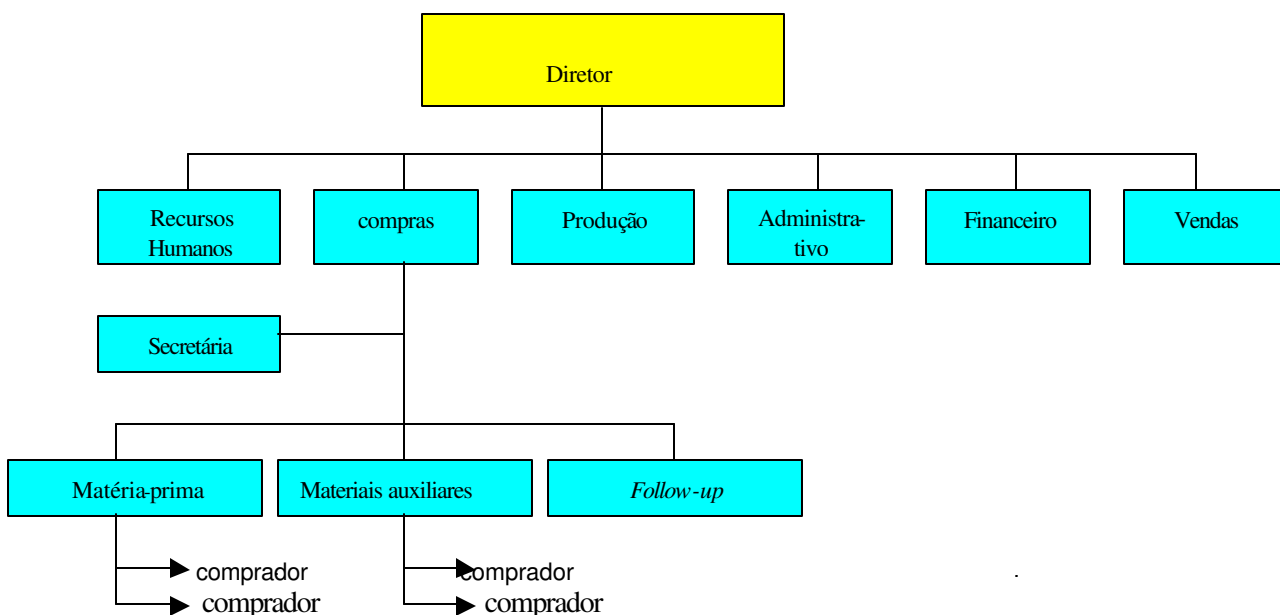 Diretor
Recursos
Humanos
compras
Produção
Administra-
tivo
Financeiro
Vendas
Secretária
Matéria-prima
Materiais auxiliares
Follow-up
comprador
comprador
comprador
comprador
.